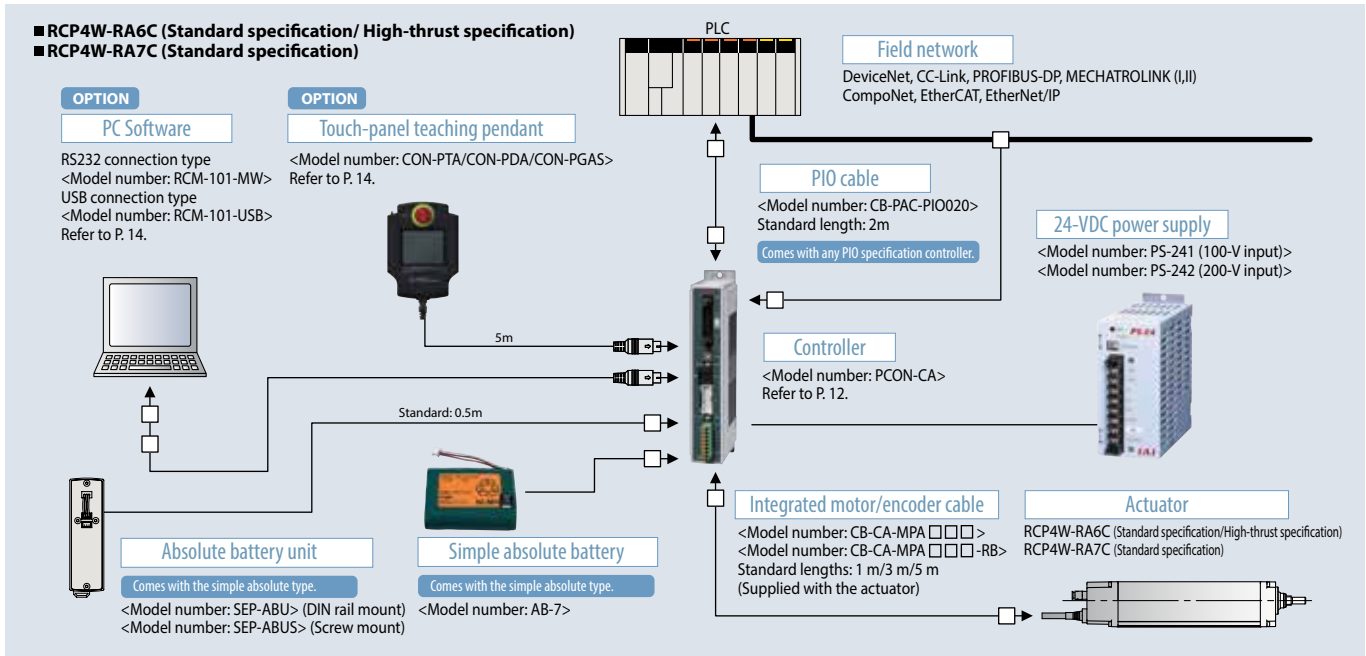 ■RCP4W-RA6C (Standard specification/ High-thrust specification)
■RCP4W-RA7C (Standard specification)
OPTION
PC Software
RS232 connection type
<Model number: RCM-101-MW>
USB connection type
<Model number: RCM-101-USB>
Refer to P. 14.
OPTION
Touch-panel teaching pendant
<Model number: CON-PTA/CON-PDA/CON-PGAS>
Refer to P. 14.
PLC
Field network
DeviceNet, CC-Link, PROFIBUS-DP, MECHATROLINK (I,II)
CompoNet, EtherCAT, EtherNet/IP
PIO cable
<Model number: CB-PAC-PIO020>
Standard length: 2m
Comes with any PIO specification controller.
24-VDC power supply
<Model number: PS-241 (100-V input)>
<Model number: PS-242 (200-V input)>
PS-24
IAI
5m
Controller
<Model number: PCON-CA>
Refer to P. 12.
Standard: 0.5m
Absolute battery unit
Comes with the simple absolute type.
<Model number: SEP-ABU> (DIN rail mount)
<Model number: SEP-ABUS> (Screw mount)
Simple absolute battery
Comes with the simple absolute type.
<Model number: AB-7>
Integrated motor/encoder cable
<Model number: CB-CA-MPA □□□>
<Model number: CB-CA-MPA □□□-RB>
Standard lengths: 1 m/3 m/5 m
(Supplied with the actuator)
Actuator
RCP4W-RA6C (Standard specification/High-thrust specification)
RCP4W-RA7C (Standard specification)